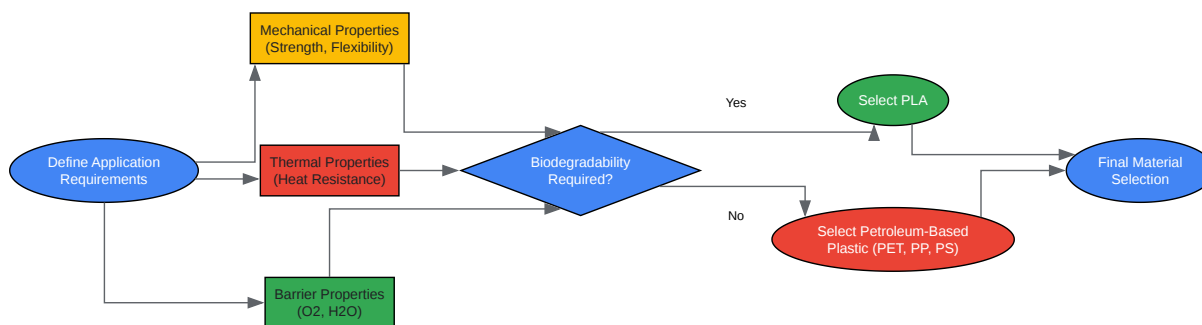 Mechanical Properties
(Strength, Flexibility)
Define Application
Requirements
Thermal Properties
(Heat Resistance)
Barrier Properties
(O2, H2O)
Biodegradability
Required?
Yes
No
Select PLA
Select Petroleum-Based
Plastic (PET, PP, PS)
Final Material
Selection